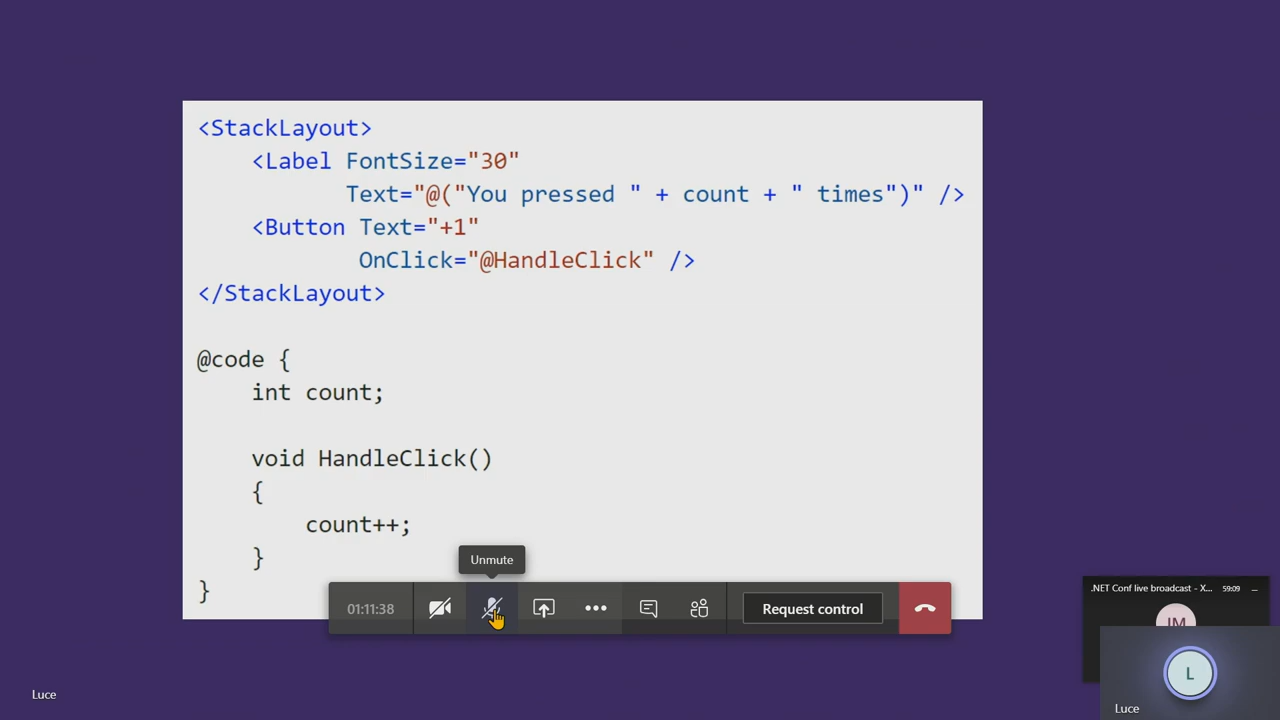 <StackLayout>
<Label FontSize="30"
Text="@("You pressed " + count + " times")" />
<Button Text="+1"
OnClick="@HandleClick" />
</StackLayout>
@code {
int count;
void HandleClick()
{
count++;
}
}
Unmute
01:11:38
Request control
.NET Conf live broadcast - X...
59:09
IM
L
Luce
Luce